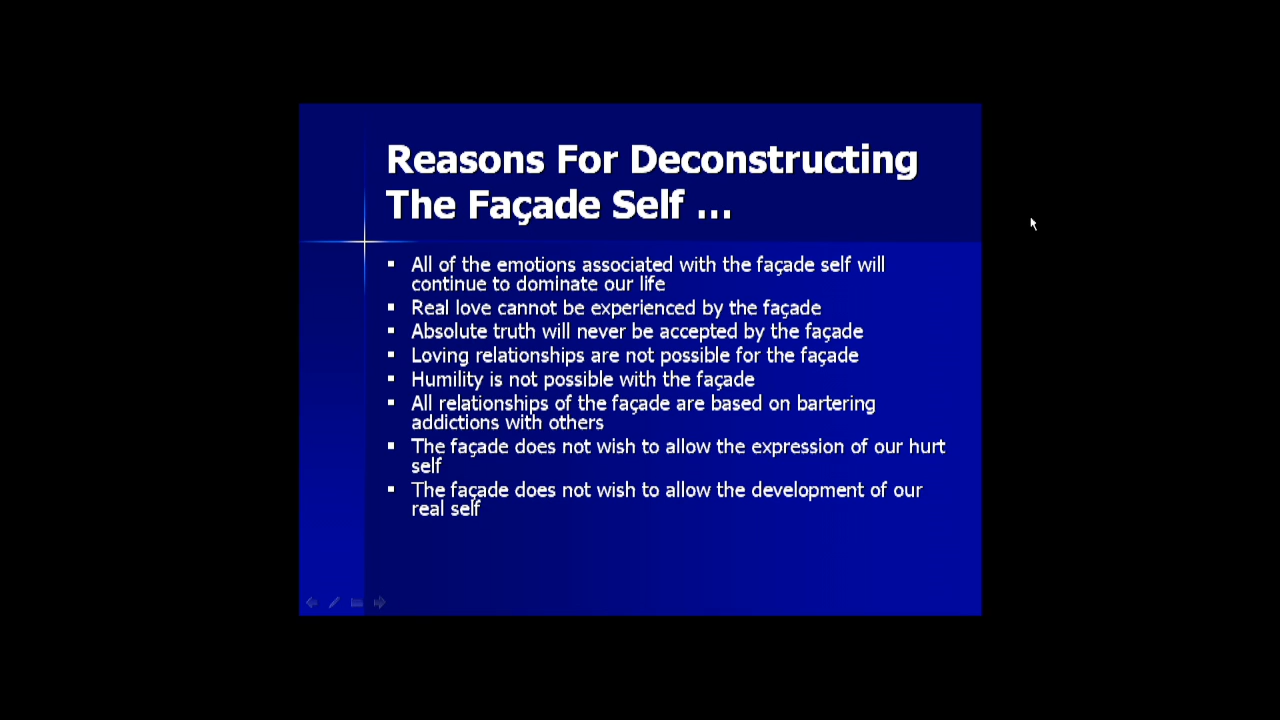 Reasons For Deconstructing
The Façade Self ...
▪ All of the emotions associated with the façade self will
continue to dominate our life
▪ Real love cannot be experienced by the façade
▪ Absolute truth will never be accepted by the façade
▪ Loving relationships are not possible for the façade
▪ Humility is not possible with the façade
▪ All relationships of the façade are based on bartering
addictions with others
▪ The façade does not wish to allow the expression of our hurt
self
▪ The façade does not wish to allow the development of our
real self